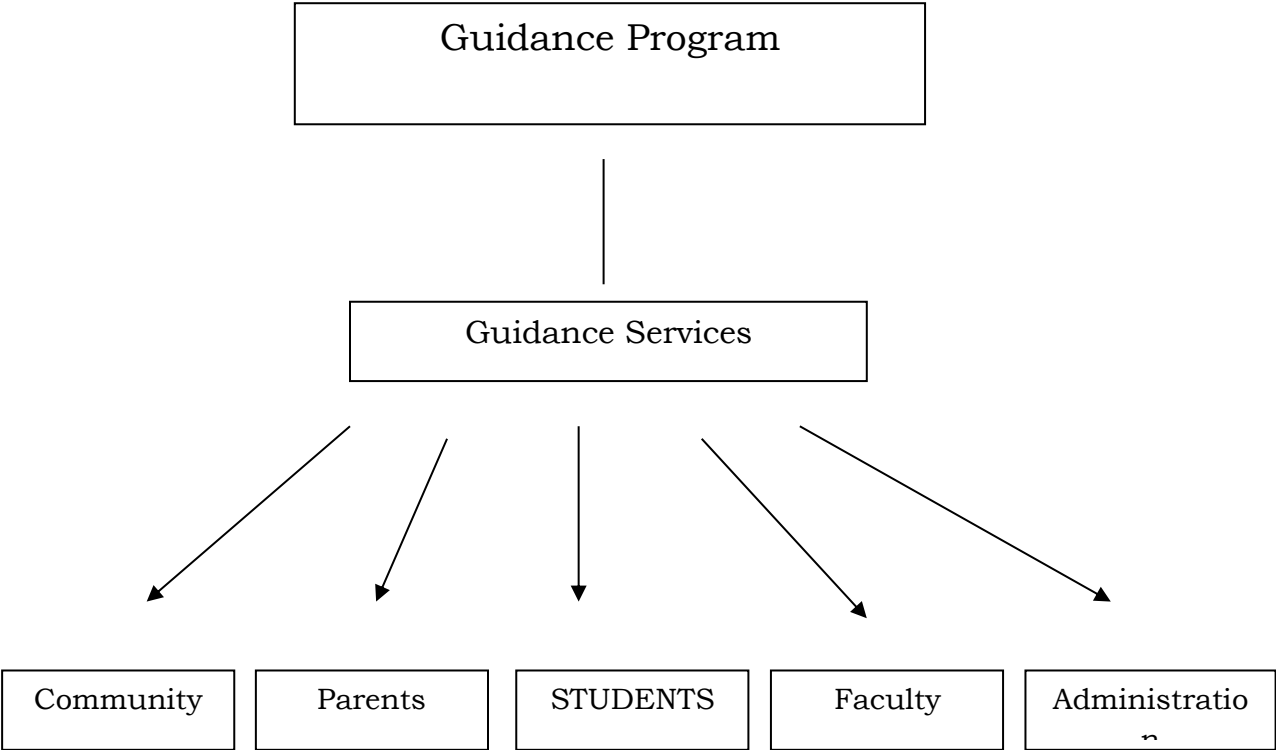 Guidance Program
Guidance Services
Community
Parents
STUDENTS
Faculty
Administratio
n